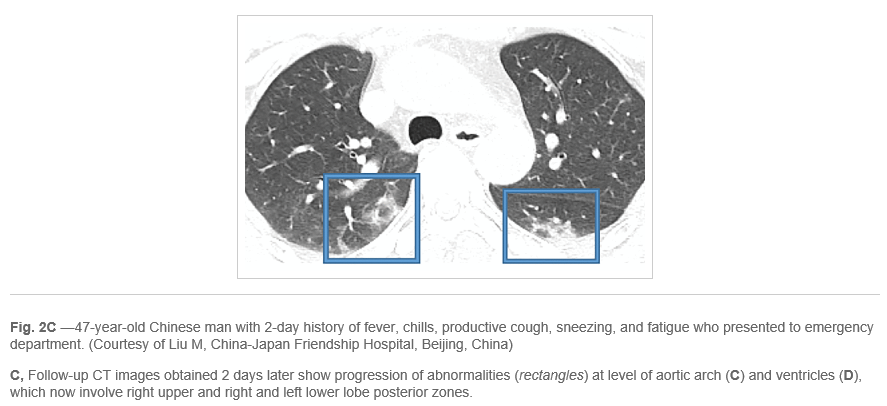 Fig. 2C —47-year-old Chinese man with 2-day history of fever, chills, productive cough, sneezing, and fatigue who presented to emergency
department. (Courtesy of Liu M, China-Japan Friendship Hospital, Beijing, China)
C, Follow-up CT images obtained 2 days later show progression of abnormalities (rectangles) at level of aortic arch (C) and ventricles (D),
which now involve right upper and right and left lower lobe posterior zones.